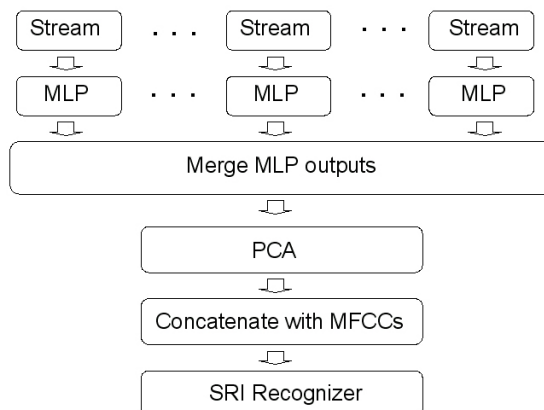 Stream . . . Stream . . . Stream
MLP . . . MLP . . . MLP
Merge MLP outputs
PCA
Concatenate with MFCCs
SRI Recognizer